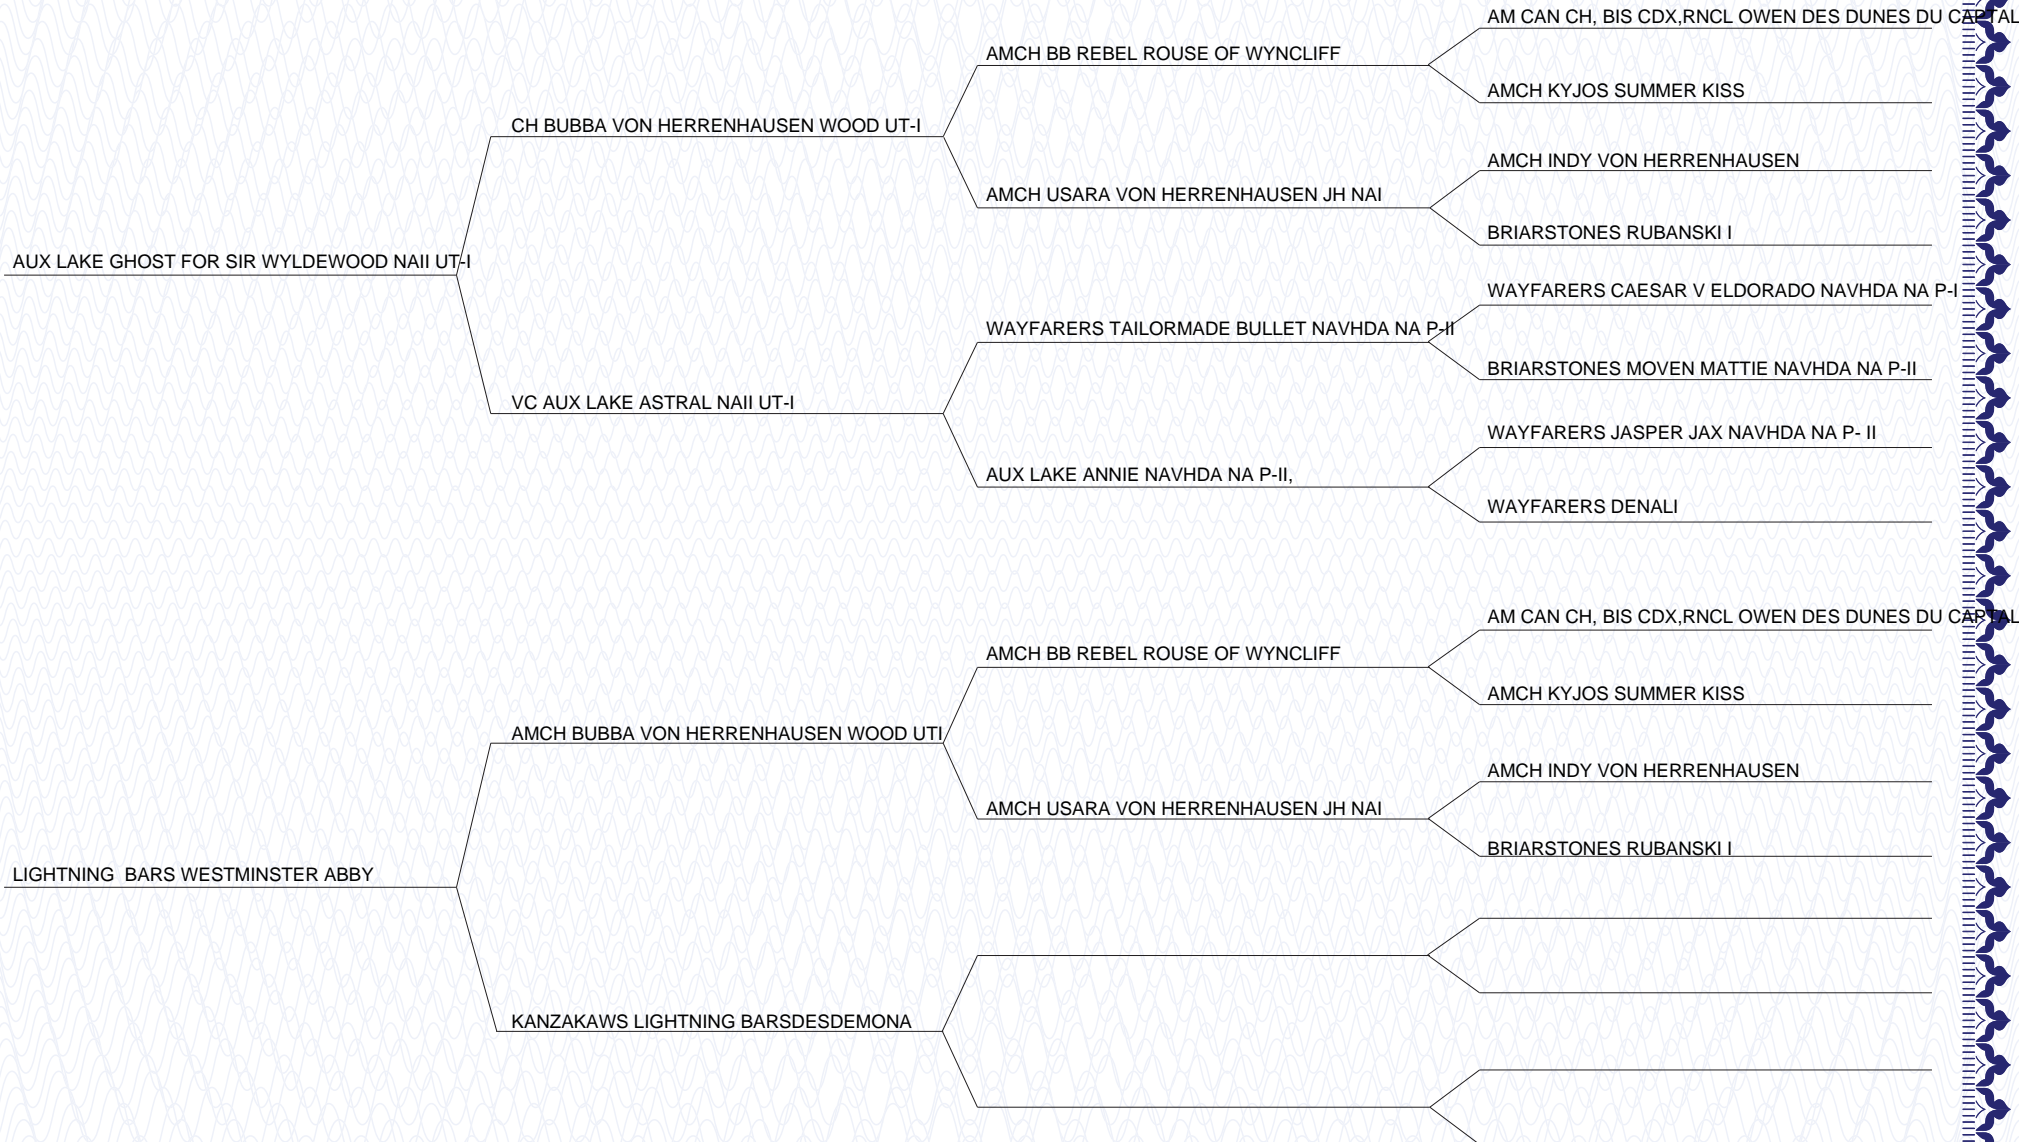 AM CAN CH, BIS CDX,RNCL OWEN DES DUNES DU CAPTAL
AMCH BB REBEL ROUSE OF WYNCLIFF
AMCH KYJOS SUMMER KISS
CH BUBBA VON HERRENHAUSEN WOOD UT-I
AMCH INDY VON HERRENHAUSEN
AMCH USARA VON HERRENHAUSEN JH NAI
BRIARSTONES RUBANSKI I
AUX LAKE GHOST FOR SIR WYLDEWOOD NAII UT-I
WAYFARERS CAESAR V ELDORADO NAVHDA NA P-I
WAYFARERS TAILORMADE BULLET NAVHDA NA P-II
BRIARSTONES MOVEN MATTIE NAVHDA NA P-II
VC AUX LAKE ASTRAL NAII UT-I
WAYFARERS JASPER JAX NAVHDA NA P- II
AUX LAKE ANNIE NAVHDA NA P-II,
WAYFARERS DENALI
AM CAN CH, BIS CDX,RNCL OWEN DES DUNES DU CAPTAL
AMCH BB REBEL ROUSE OF WYNCLIFF
AMCH KYJOS SUMMER KISS
AMCH BUBBA VON HERRENHAUSEN WOOD UTI
AMCH INDY VON HERRENHAUSEN
AMCH USARA VON HERRENHAUSEN JH NAI
BRIARSTONES RUBANSKI I
LIGHTNING  BARS WESTMINSTER ABBY
KANZAKAWS LIGHTNING BARSDESDEMONA